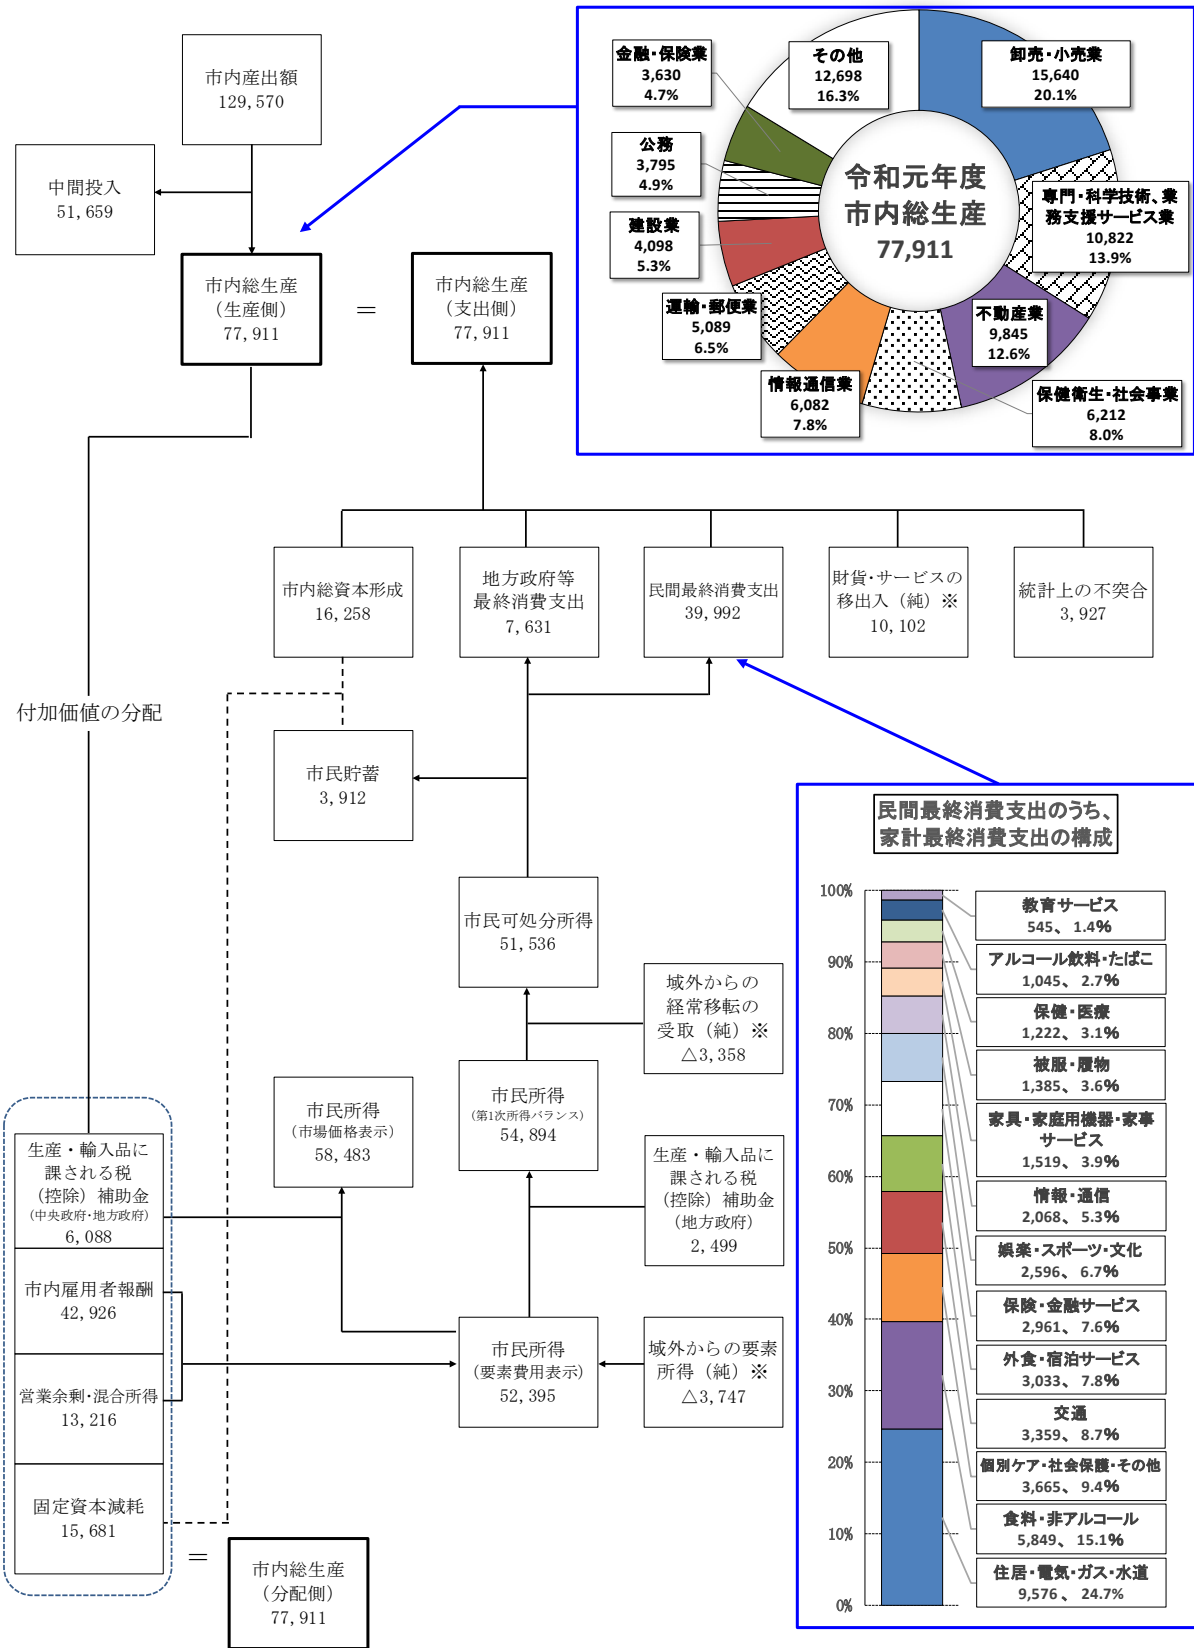 市内産出額
129,570
中間投入
51,659
市内総生産
(生産側)
77,911
=
市内総生産
(支出側)
77,911
令和元年度
市内総生産
77,911
卸売・小売業
15,640
20.1%
専門・科学技術、業
務支援サービス業
10,822
13.9%
不動産業
9,845
12.6%
保健衛生・社会事業
6,212
8.0%
情報通信業
6,082
7.8%
運輸・郵便業
5,089
6.5%
建設業
4,098
5.3%
公務
3,795
4.9%
金融・保険業
3,630
4.7%
その他
12,698
16.3%
市内総資本形成
16,258
地方政府等
最終消費支出
7,631
民間最終消費支出
39,992
財貨・サービスの
移出入(純)※
10,102
統計上の不突合
3,927
付加価値の分配
市民貯蓄
3,912
市民可処分所得
51,536
域外からの
経常移転の
受取(純)※
△3,358
市民所得
(市場価格表示)
58,483
市民所得
(第1次所得バランス)
54,894
生産・輸入品に
課される税
(控除)補助金
(地方政府)
2,499
生産・輸入品に
課される税
(控除)補助金
(中央政府・地方政府)
6,088
市内雇用者報酬
42,926
営業余剰・混合所得
13,216
固定資本減耗
15,681
市民所得
(要素費用表示)
52,395
域外からの要素
所得(純)※
△3,747
=
市内総生産
(分配側)
77,911
民間最終消費支出のうち、
家計最終消費支出の構成
100%
90%
80%
70%
60%
50%
40%
30%
20%
10%
0%
教育サービス
545、 1.4%
アルコール飲料・たばこ
1,045、 2.7%
保健・医療
1,222、 3.1%
被服・履物
1,385、 3.6%
家具・家庭用機器・家事
サービス
1,519、 3.9%
情報・通信
2,068、 5.3%
娯楽・スポーツ・文化
2,596、 6.7%
保険・金融サービス
2,961、 7.6%
外食・宿泊サービス
3,033、 7.8%
交通
3,359、 8.7%
個別ケア・社会保護・その他
3,665、 9.4%
食料・非アルコール
5,849、 15.1%
住居・電気・ガス・水道
9,576、 24.7%